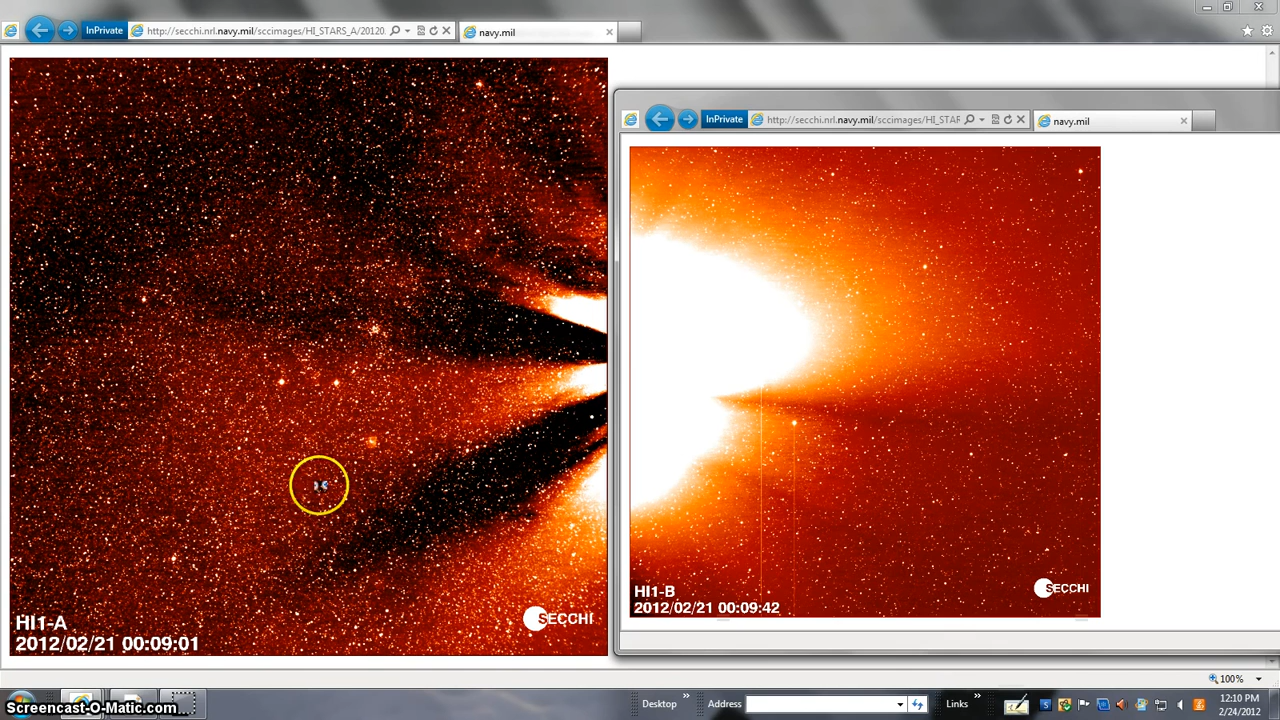 InPrivate
http://secchi.nrl.navy.mil/sccimages/HI_STARS_A/20120
navy.mil
InPrivate
http://secchi.nrl.navy.mil/sccimages/HI_STAR
navy.mil
HI1-A
2012/02/21 00:09:01
SECCHI
HI1-B
2012/02/21 00:09:42
SECCHI
100%
Screencast-O-Matic.com
Desktop
Address
Links
12:10 PM
2/24/2012